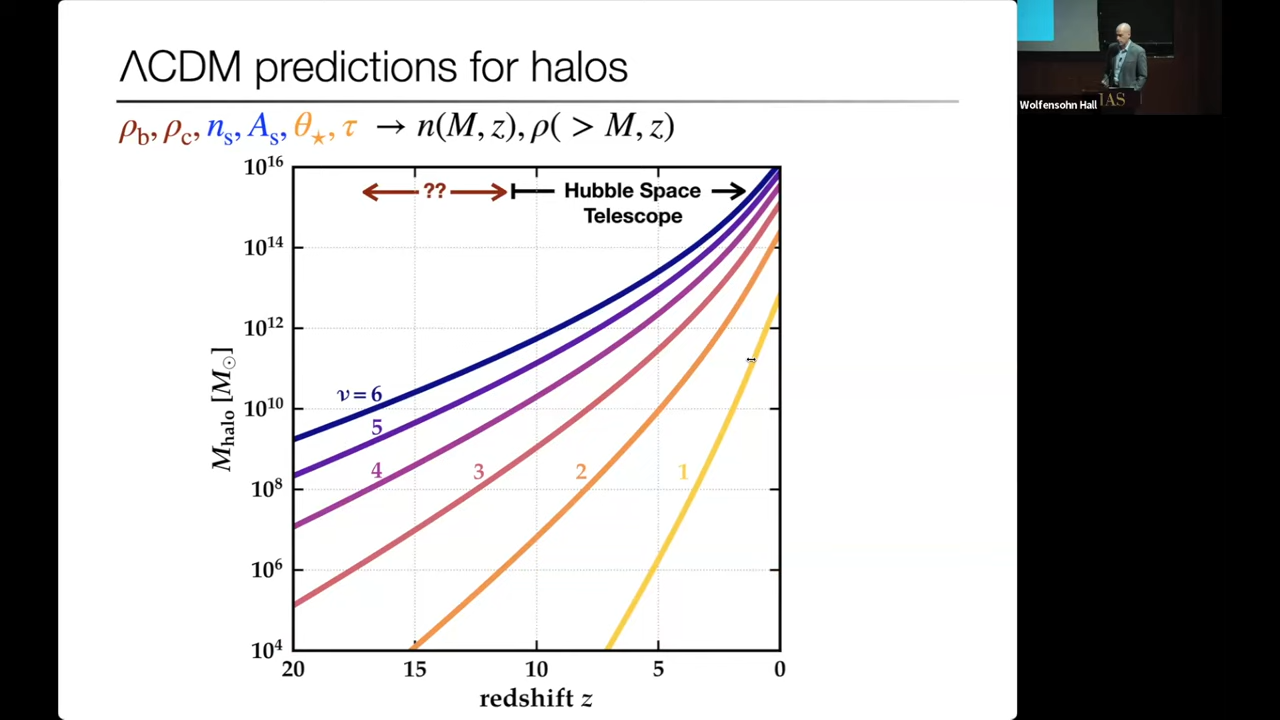 ΛCDM predictions for halos
ρb, ρc, ns, As, θ⋆, τ → n(M, z), ρ( > M, z)
10^16
?? Hubble Space
Telescope
10^14
10^12
10^10
10^8
10^6
10^4
Mhalo [M⊙]
ν = 6
5
4
3
2
1
20 15 10 5 0
redshift z
Wolfensohn Hall
IAS